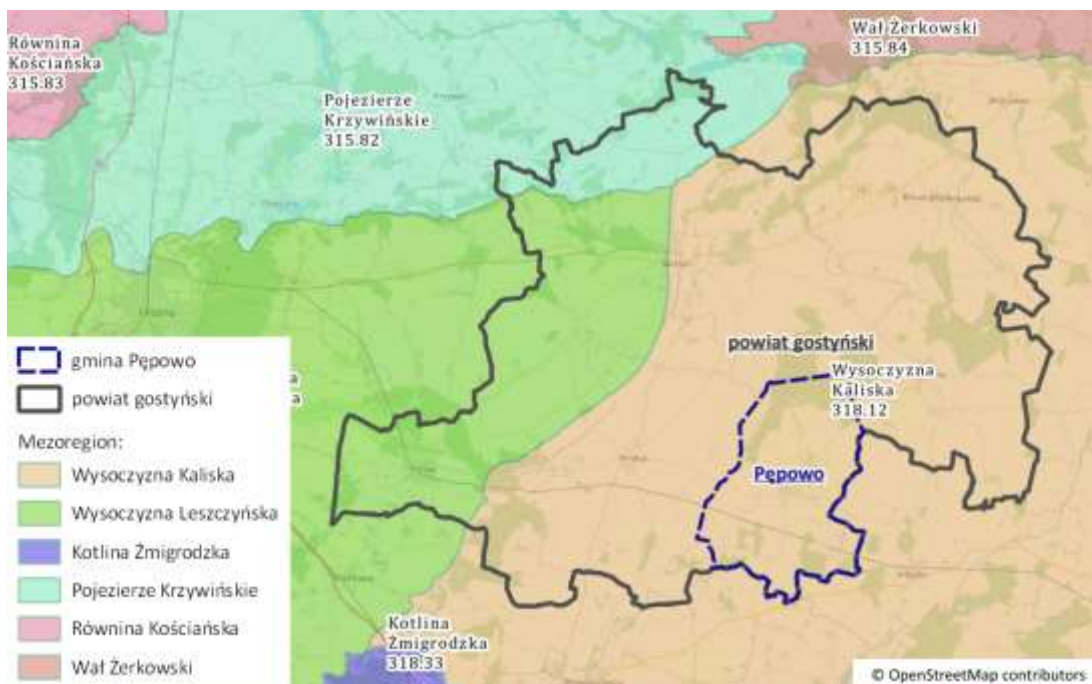 Równina
Kościańska
315.83
Wał Żerkowski
315.84
Pojezierze
Krzywińskie
315.82
powiat gostyński
Wysoczyzna
Kaliska
318.12
Pępowo
Kotlina
Żmigrodzka
318.33
gmina Pępowo
powiat gostyński
Mezoregion:
Wysoczyzna Kaliska
Wysoczyzna Leszczyńska
Kotlina Żmigrodzka
Pojezierze Krzywińskie
Równina Kościańska
Wał Żerkowski
© OpenStreetMap contributors